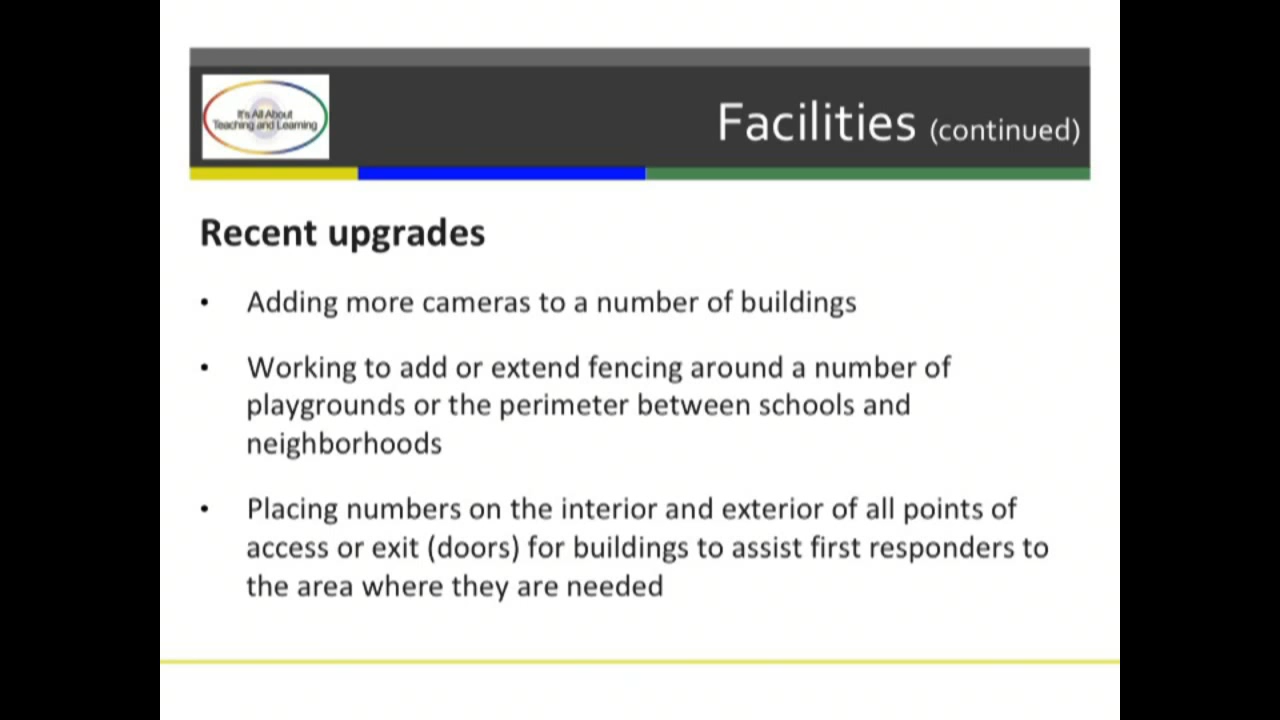 It's All About
Teaching and Learning
Facilities (continued)
Recent upgrades
• Adding more cameras to a number of buildings
• Working to add or extend fencing around a number of
playgrounds or the perimeter between schools and
neighborhoods
• Placing numbers on the interior and exterior of all points of
access or exit (doors) for buildings to assist first responders to
the area where they are needed